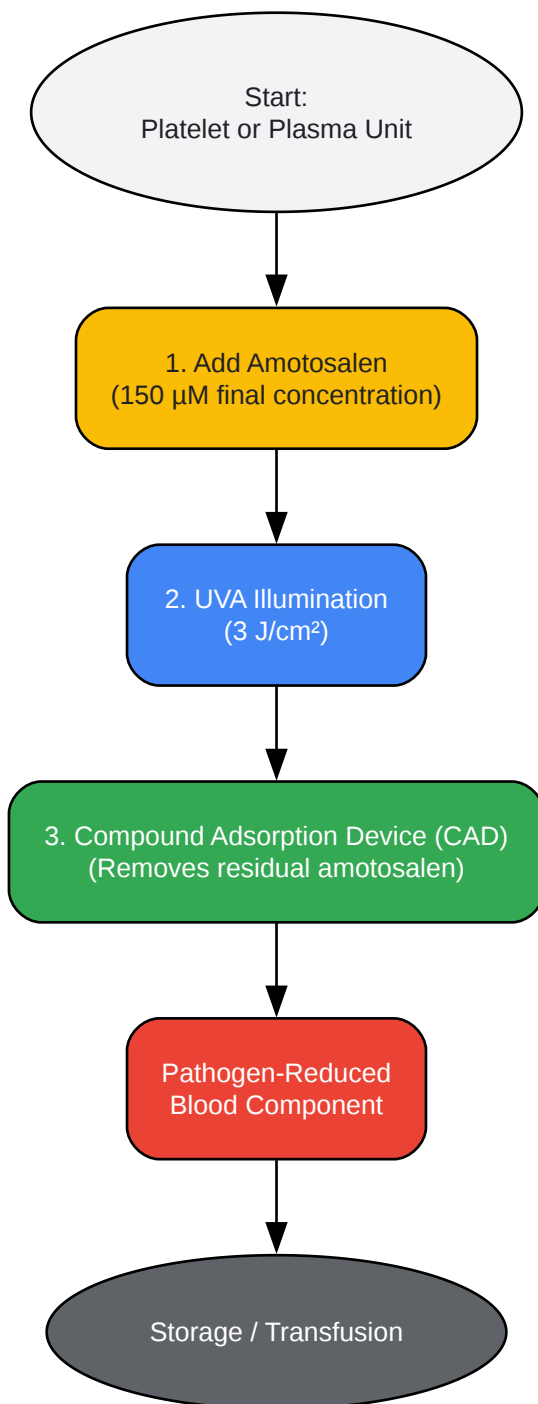 Start:
Platelet or Plasma Unit
1. Add Amotosalen
(150 µM final concentration)
2. UVA Illumination
(3 J/cm²)
3. Compound Adsorption Device (CAD)
(Removes residual amotosalen)
Pathogen-Reduced
Blood Component
Storage / Transfusion